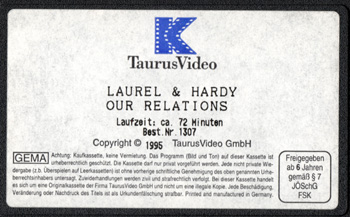 TaurusVideo
LAUREL & HARDY
OUR RELATIONS
Laufzeit: ca. 72 Minuten
Best.Nr.1307
Copyright © 1995 TaurusVideo GmbH
GEMA
Achtung: Kaufkassette, keine Vermietung. Das Programm (Bild und Ton) auf dieser Kassette ist
urheberrechtlich geschützt. Die Kassette darf nur privat vorgeführt werden. Jede nicht private Wiedergabe
(z.b. Überspielen auf Leerkassetten) ist ohne vorherige schriftliche Genehmigung des oben genannten Urheberrechtsinhabers
untersagt. Zuwiderhandlungen werden zivil- und strafrechtlich verfolgt. Bei dieser Kassette handelt es
sich um eine Originalkassette der Firma TaurusVideo GmbH und nicht um eine illegale Kopie. Jede Beschädigung,
Veränderung oder Nachdruck des Titels ist als Urkundenfälschung strafbar. Printed and manufactured in Germany.
Freigegeben
ab 6 Jahren
gemäß § 7
JÖSchG
FSK